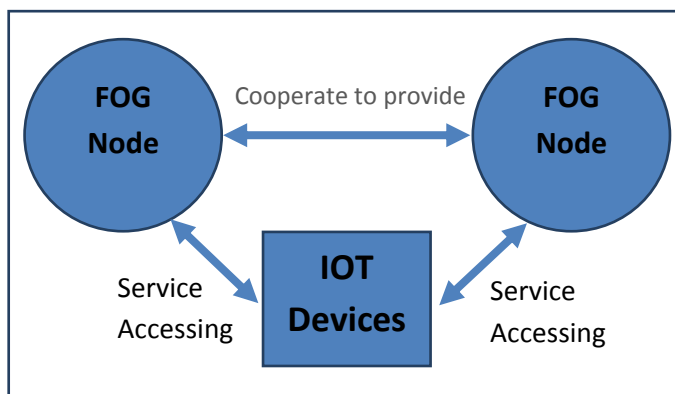 FOG
Node
Cooperate to provide
FOG
Node
IOT
Devices
Service
Accessing
Service
Accessing